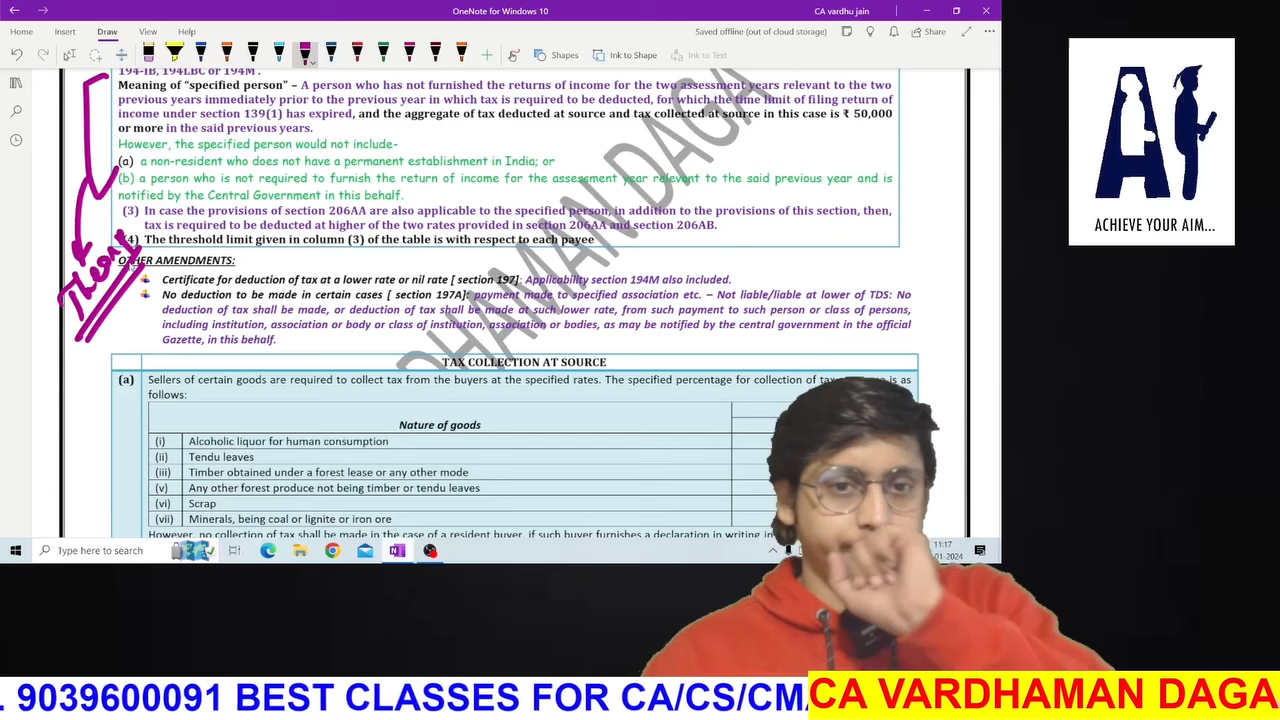 OneNote for Windows 10
CA vardhu jain
Home Insert Draw View Help
Saved offline (out of cloud storage)
Share
Shapes
Ink to Shape
Ink to Text
194-IB, 194LBC or 194M .
Meaning of “specified person” – A person who has not furnished the returns of income for the two assessment years relevant to the two
previous years immediately prior to the previous year in which tax is required to be deducted, for which the time limit of filing return of
income under section 139(1) has expired, and the aggregate of tax deducted at source and tax collected at source in this case is ₹ 50,000
or more in the said previous years.
However, the specified person would not include-
(a) a non-resident who does not have a permanent establishment in India; or
(b) a person who is not required to furnish the return of income for the assessment year relevant to the said previous year and is
notified by the Central Government in this behalf.
(3) In case the provisions of section 206AA are also applicable to the specified person, in addition to the provisions of this section, then,
tax is required to be deducted at higher of the two rates provided in section 206AA and section 206AB.
(4) The threshold limit given in column (3) of the table is with respect to each payee
Theory
OTHER AMENDMENTS:
Certificate for deduction of tax at a lower rate or nil rate [ section 197]: Applicability section 194M also included.
No deduction to be made in certain cases [ section 197A]: payment made to specified association etc. – Not liable/liable at lower of TDS: No
deduction of tax shall be made, or deduction of tax shall be made at such lower rate, from such payment to such person or class of persons,
including institution, association or body or class of institution, association or bodies, as may be notified by the central government in the official
Gazette, in this behalf.
DHAMAN DAGA
TAX COLLECTION AT SOURCE
(a) Sellers of certain goods are required to collect tax from the buyers at the specified rates. The specified percentage for collection of tax is as
follows:
Nature of goods
(i) Alcoholic liquor for human consumption
(ii) Tendu leaves
(iii) Timber obtained under a forest lease or any other mode
(v) Any other forest produce not being timber or tendu leaves
(vi) Scrap
(vii) Minerals, being coal or lignite or iron ore
However, no collection of tax shall be made in the case of a resident buyer, if such buyer furnishes a declaration in writing in
Type here to search
11:17
01-2024
AI
ACHIEVE YOUR AIM...
. 9039600091 BEST CLASSES FOR CA/CS/CM
CA VARDHAMAN DAGA